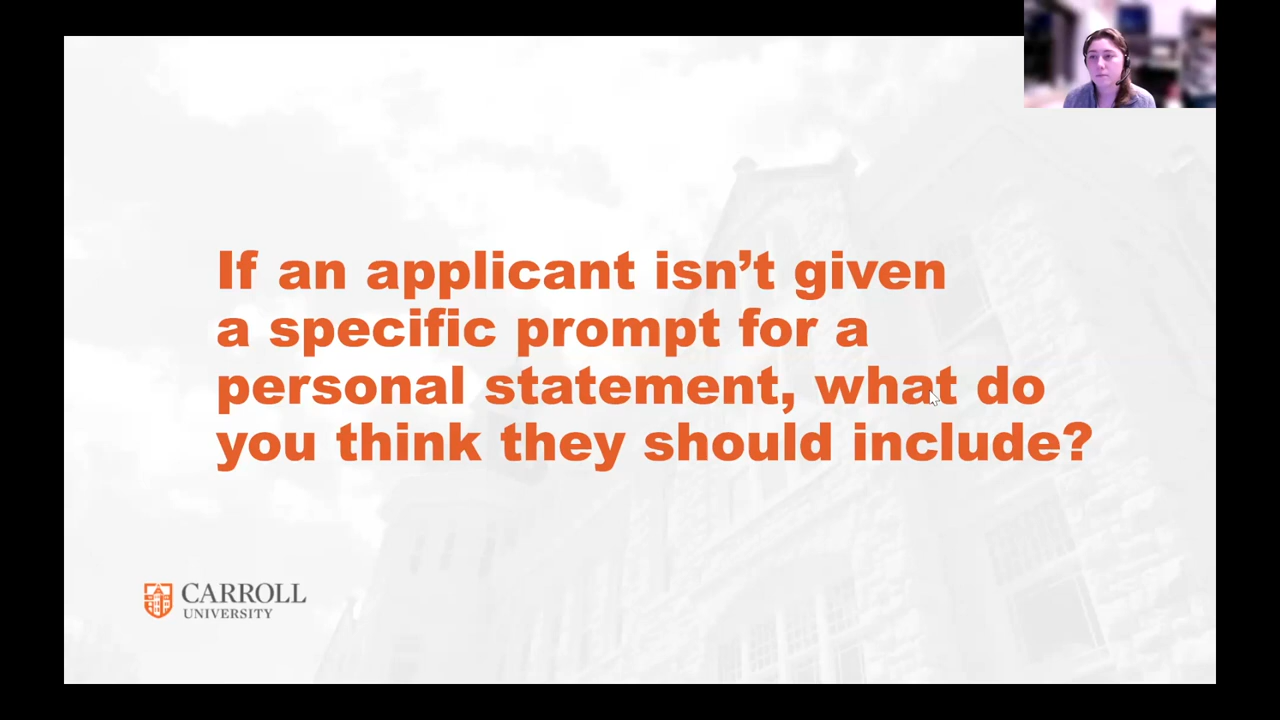 If an applicant isn’t given
a specific prompt for a
personal statement, what do
you think they should include?
CARROLL
UNIVERSITY